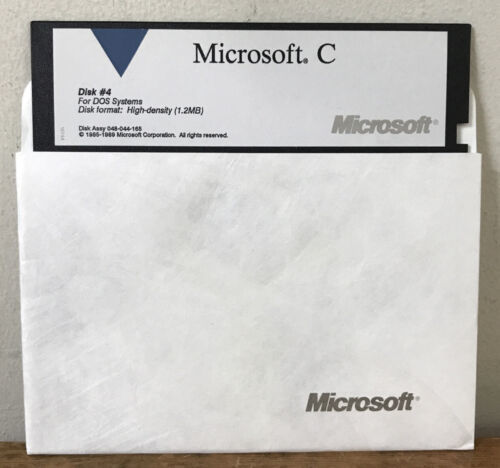 Microsoft® C
Disk #4
For DOS Systems
Disk format: High-density (1.2MB)
Disk Assy 048-044-165
© 1985-1989 Microsoft Corporation. All rights reserved.
Microsoft®
Microsoft®